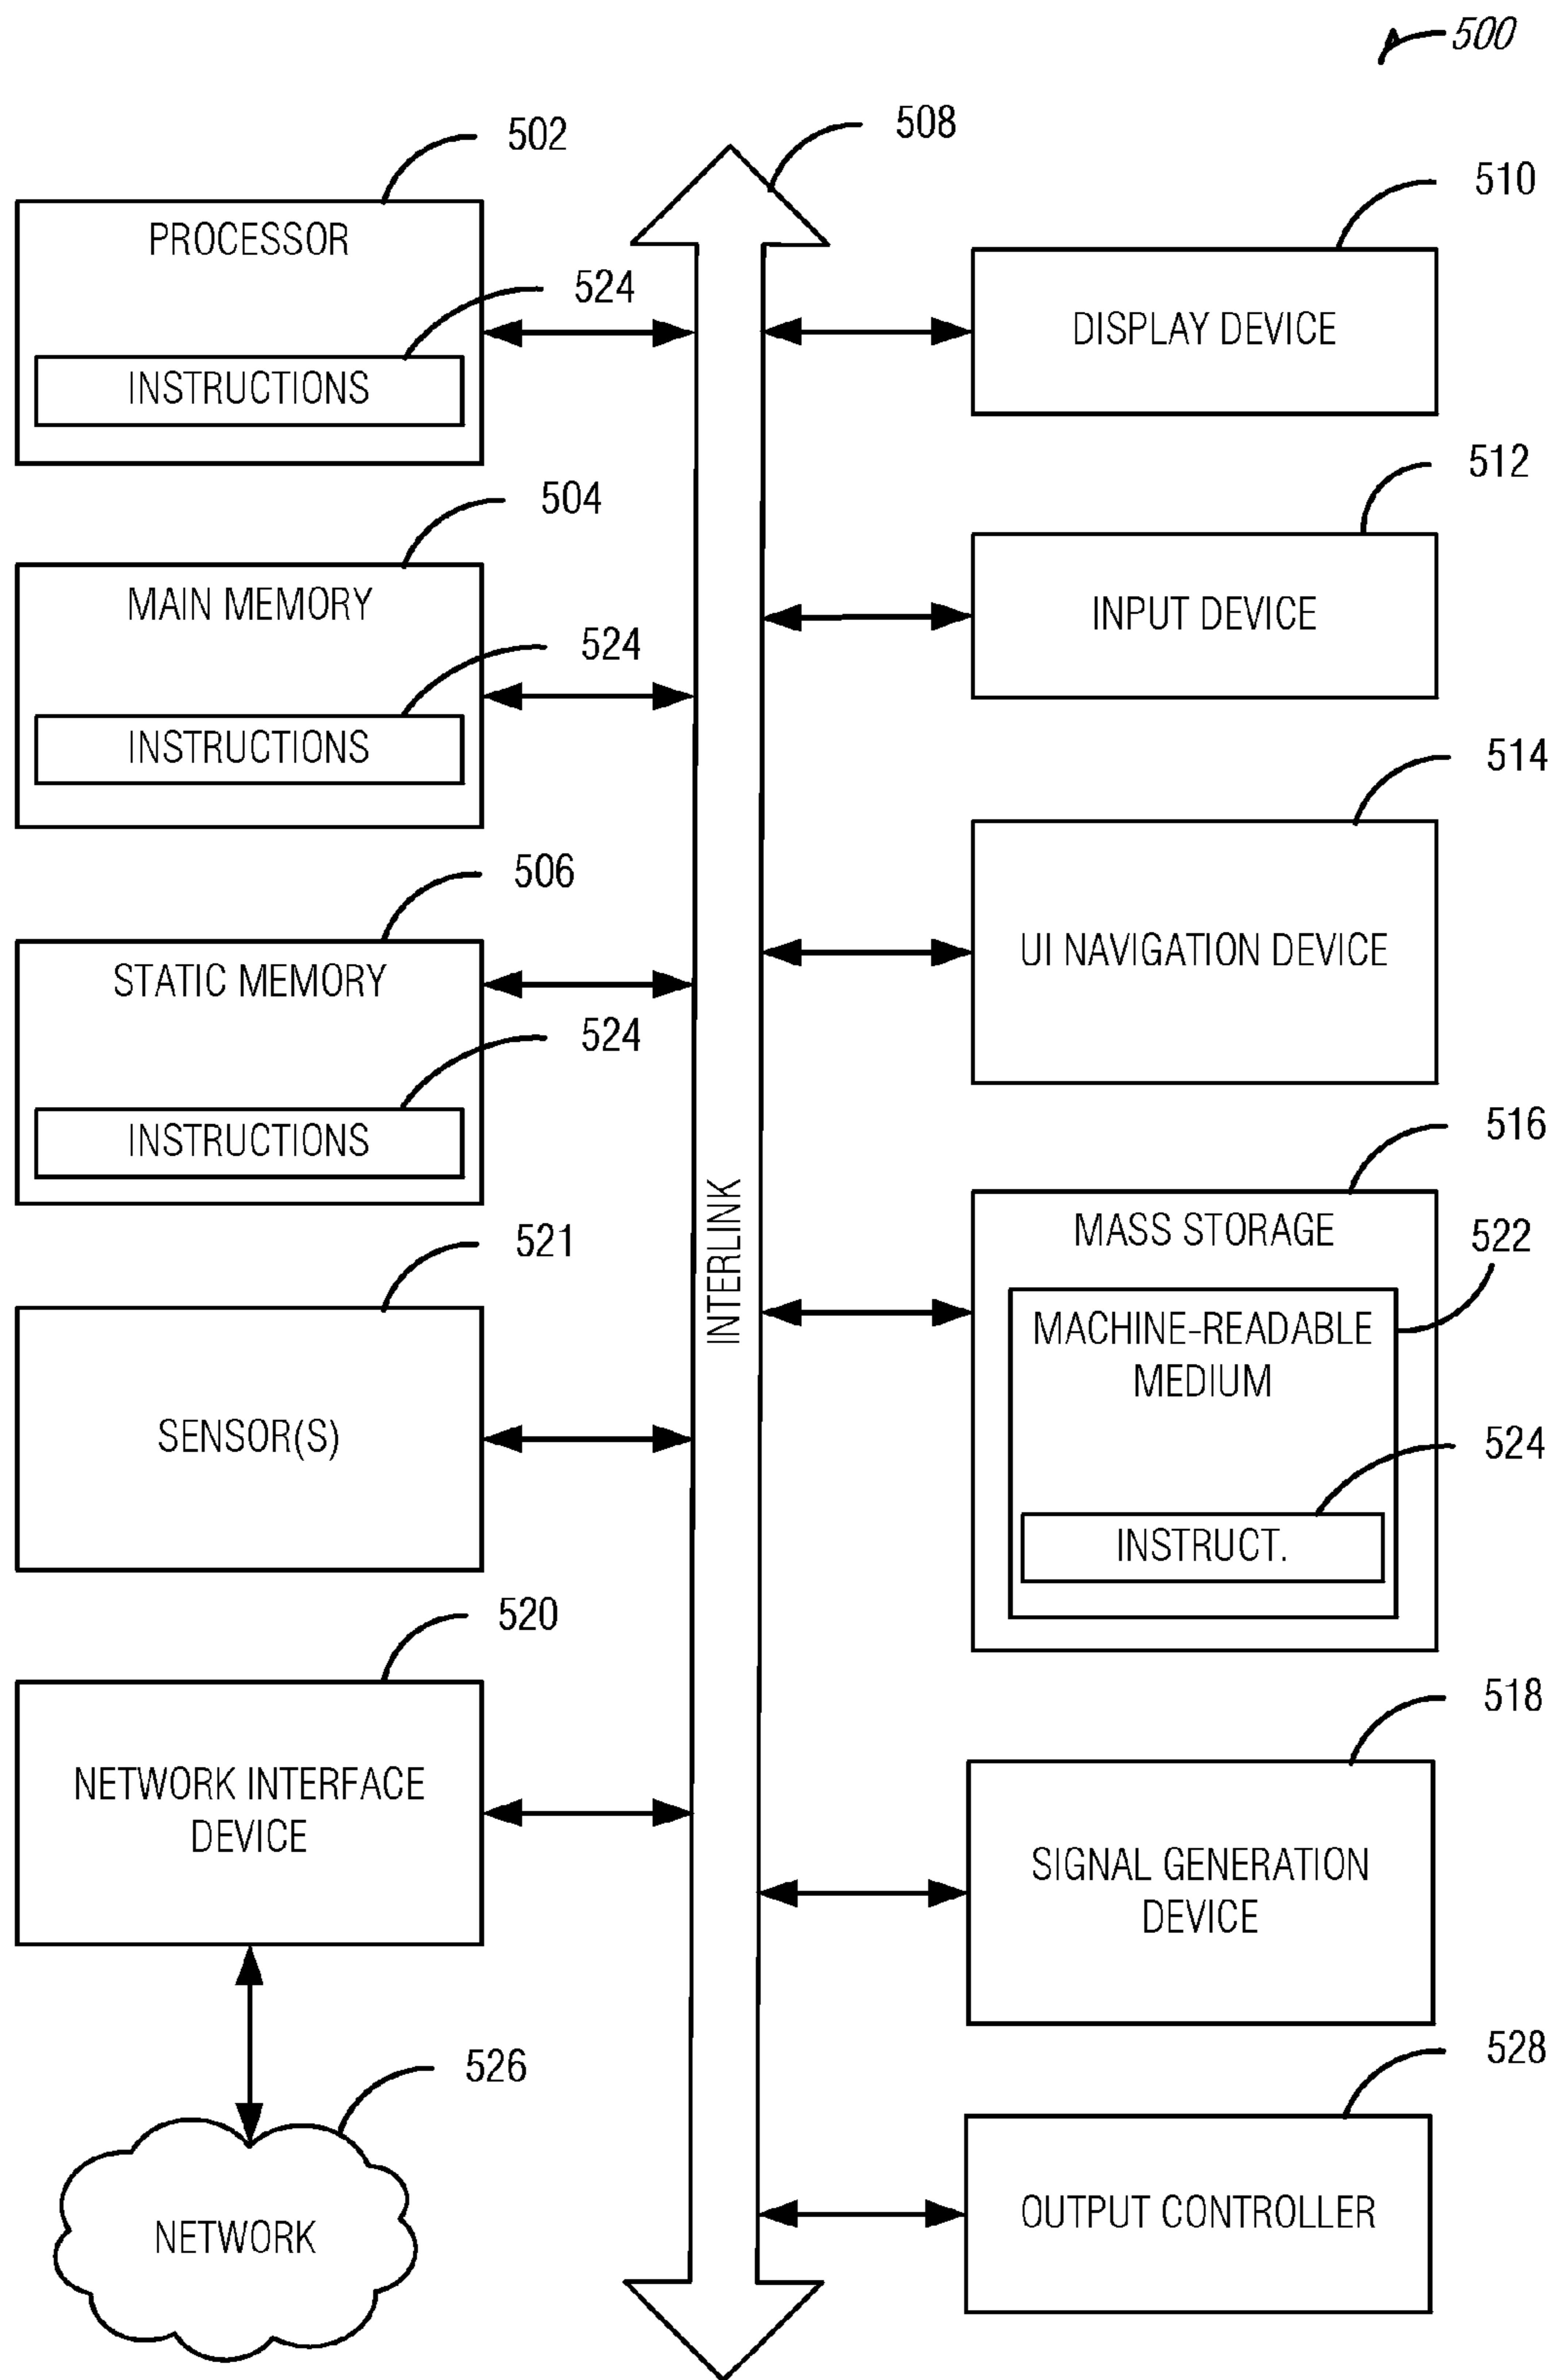 500
502
PROCESSOR
524
INSTRUCTIONS
504
MAIN MEMORY
524
INSTRUCTIONS
506
STATIC MEMORY
524
INSTRUCTIONS
521
SENSOR(S)
520
NETWORK INTERFACE
DEVICE
526
NETWORK
508
INTERLINK
510
DISPLAY DEVICE
512
INPUT DEVICE
514
UI NAVIGATION DEVICE
516
MASS STORAGE
522
MACHINE-READABLE
MEDIUM
524
INSTRUCT.
518
SIGNAL GENERATION
DEVICE
528
OUTPUT CONTROLLER